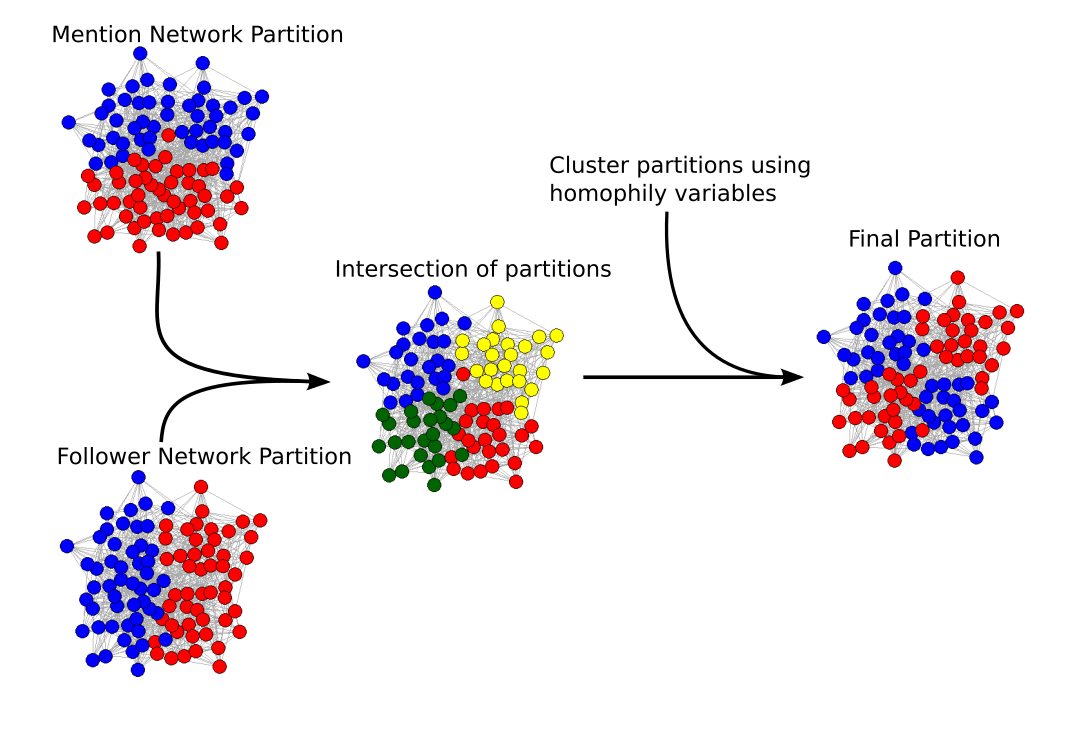 Mention Network Partition
Cluster partitions using
homophily variables
Final Partition
Intersection of partitions
Follower Network Partition